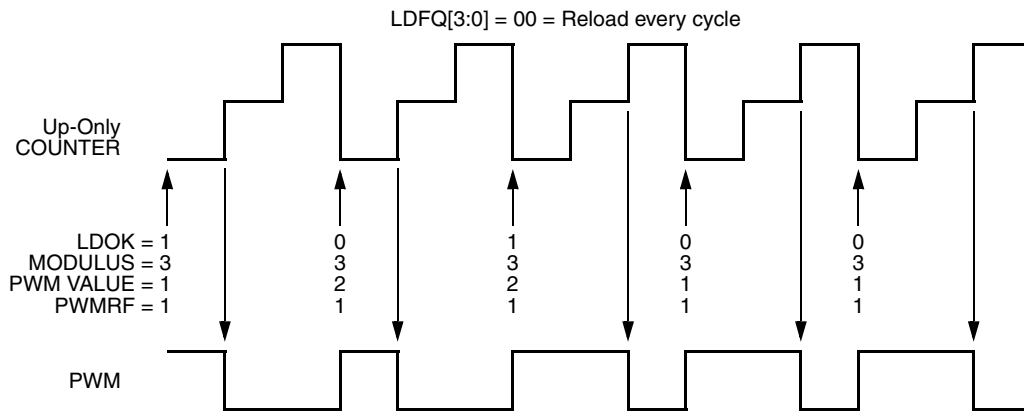 LDFQ[3:0] = 00 = Reload every cycle
Up-Only
COUNTER
LDOK = 1 0 1 0 0
MODULUS = 3 3 3 3 3
PWM VALUE = 1 2 2 1 1
PWMRF = 1 1 1 1 1
PWM